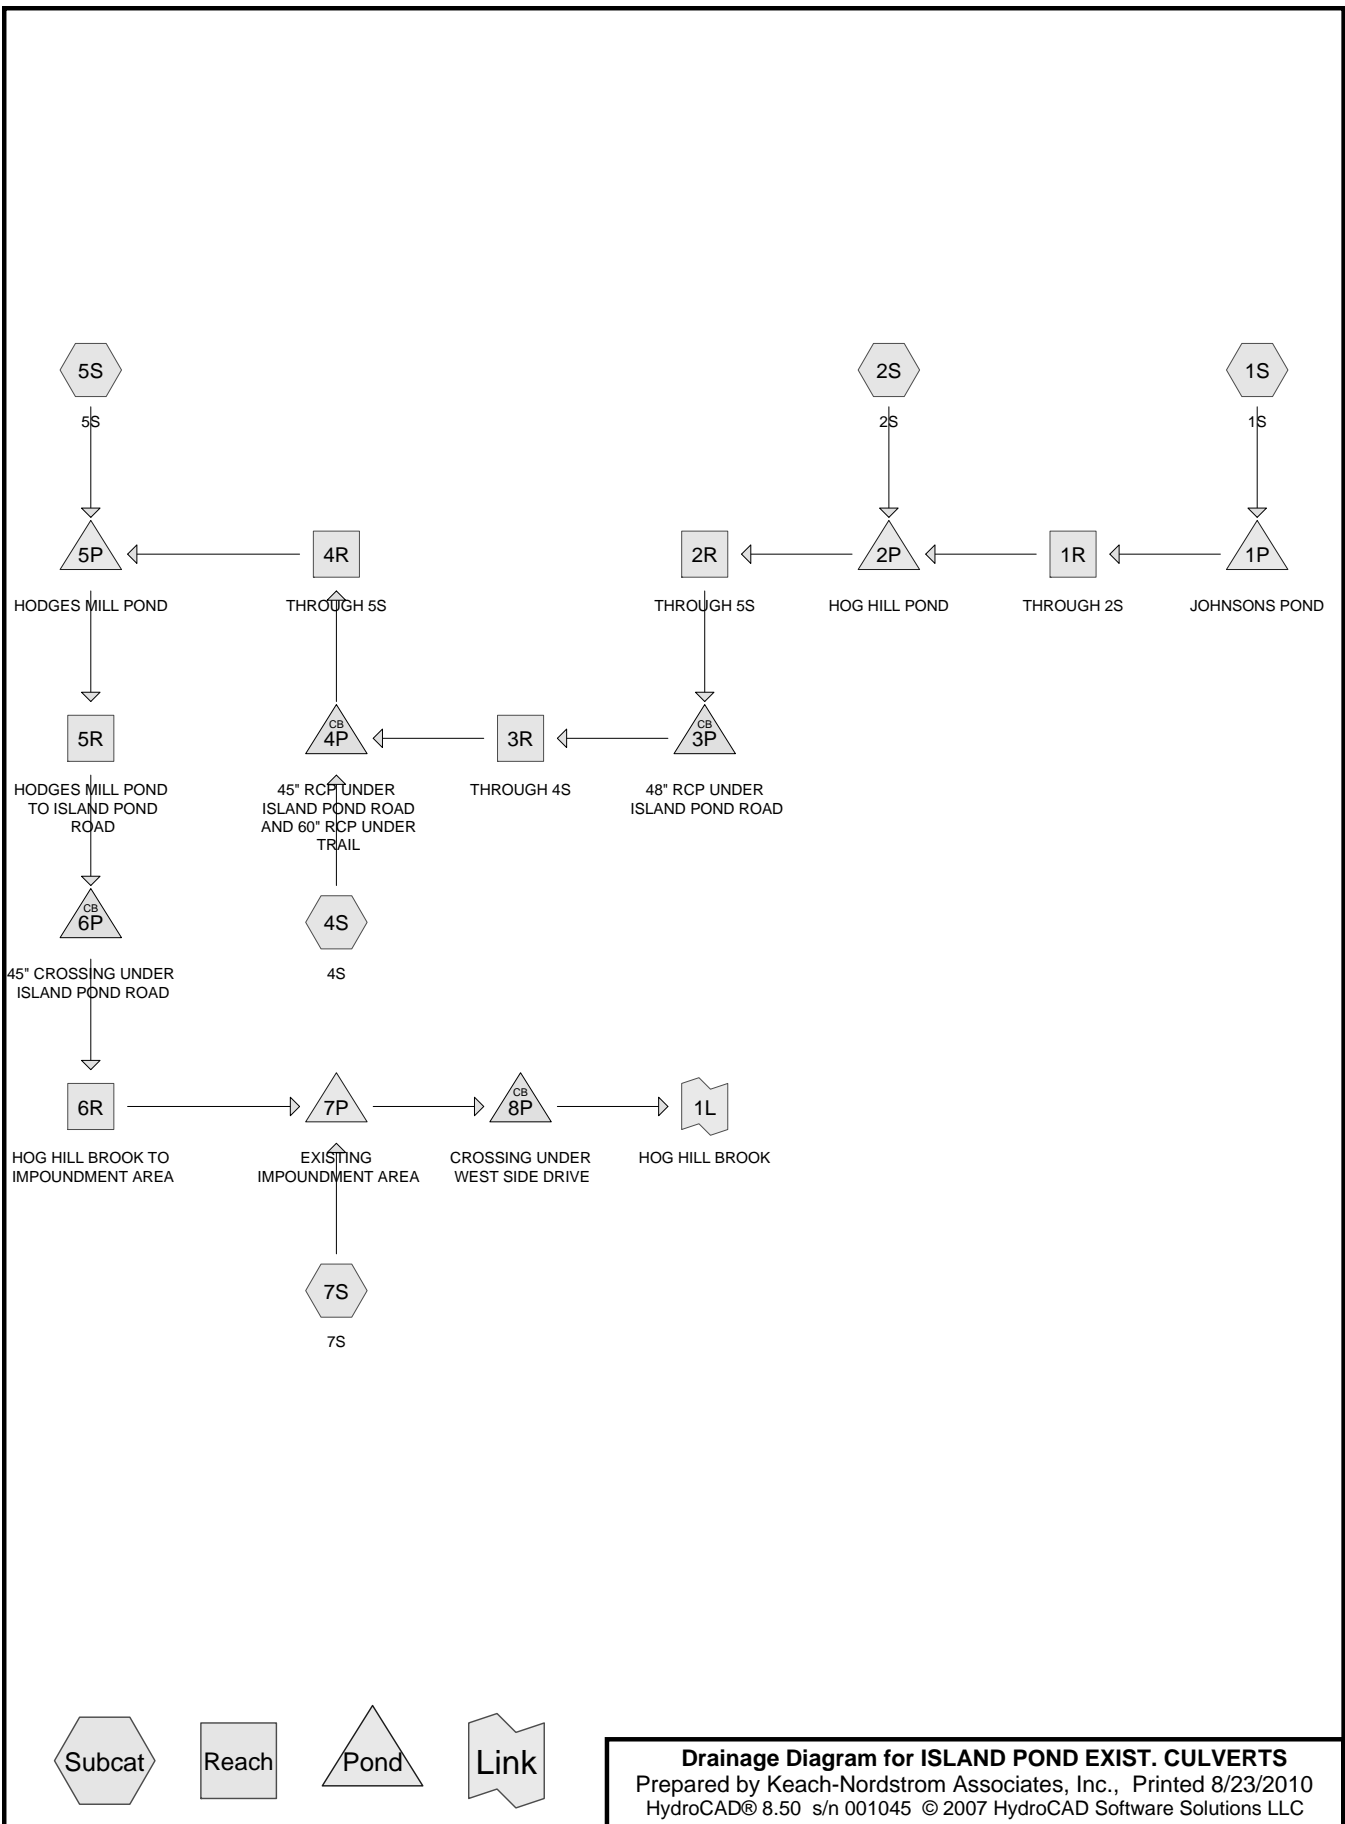 5S
2S
1S
5S
2S
1S
5P
4R
2R
2P
1R
1P
HODGES MILL POND
THROUGH 5S
THROUGH 5S
HOG HILL POND
THROUGH 2S
JOHNSONS POND
5R
CB
4P
3R
CB
3P
HODGES MILL POND
TO ISLAND POND
ROAD
45" RCP UNDER
ISLAND POND ROAD
AND 60" RCP UNDER
TRAIL
THROUGH 4S
48" RCP UNDER
ISLAND POND ROAD
CB
6P
4S
45" CROSSING UNDER
ISLAND POND ROAD
4S
6R
7P
CB
8P
1L
HOG HILL BROOK TO
IMPOUNDMENT AREA
EXISTING
IMPOUNDMENT AREA
CROSSING UNDER
WEST SIDE DRIVE
HOG HILL BROOK
7S
7S
Subcat
Reach
Pond
Link
Drainage Diagram for ISLAND POND EXIST. CULVERTS
Prepared by Keach-Nordstrom Associates, Inc., Printed 8/23/2010
HydroCAD® 8.50 s/n 001045 © 2007 HydroCAD Software Solutions LLC